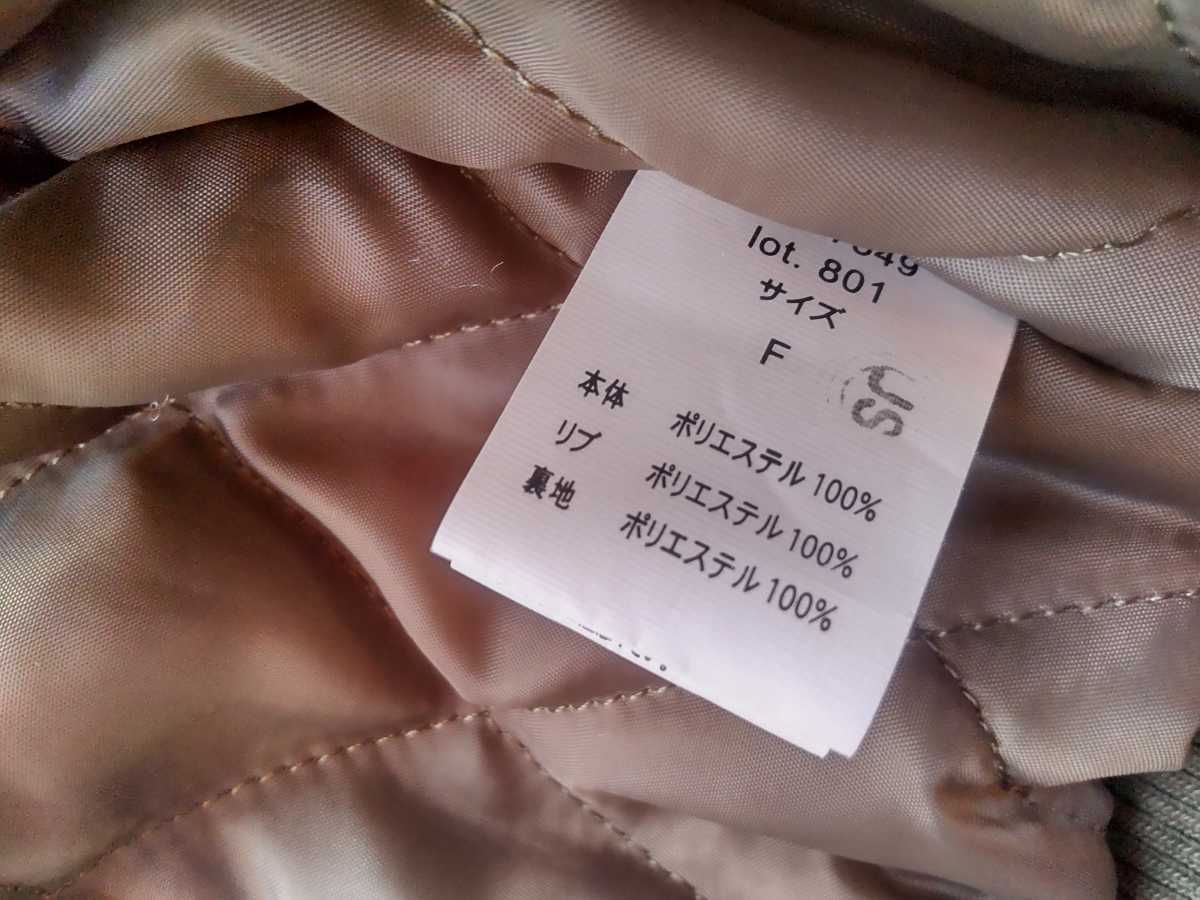 lot. 801
サイズ
F
本体 ポリエステル 100%
リブ ポリエステル 100%
裏地 ポリエステル 100%